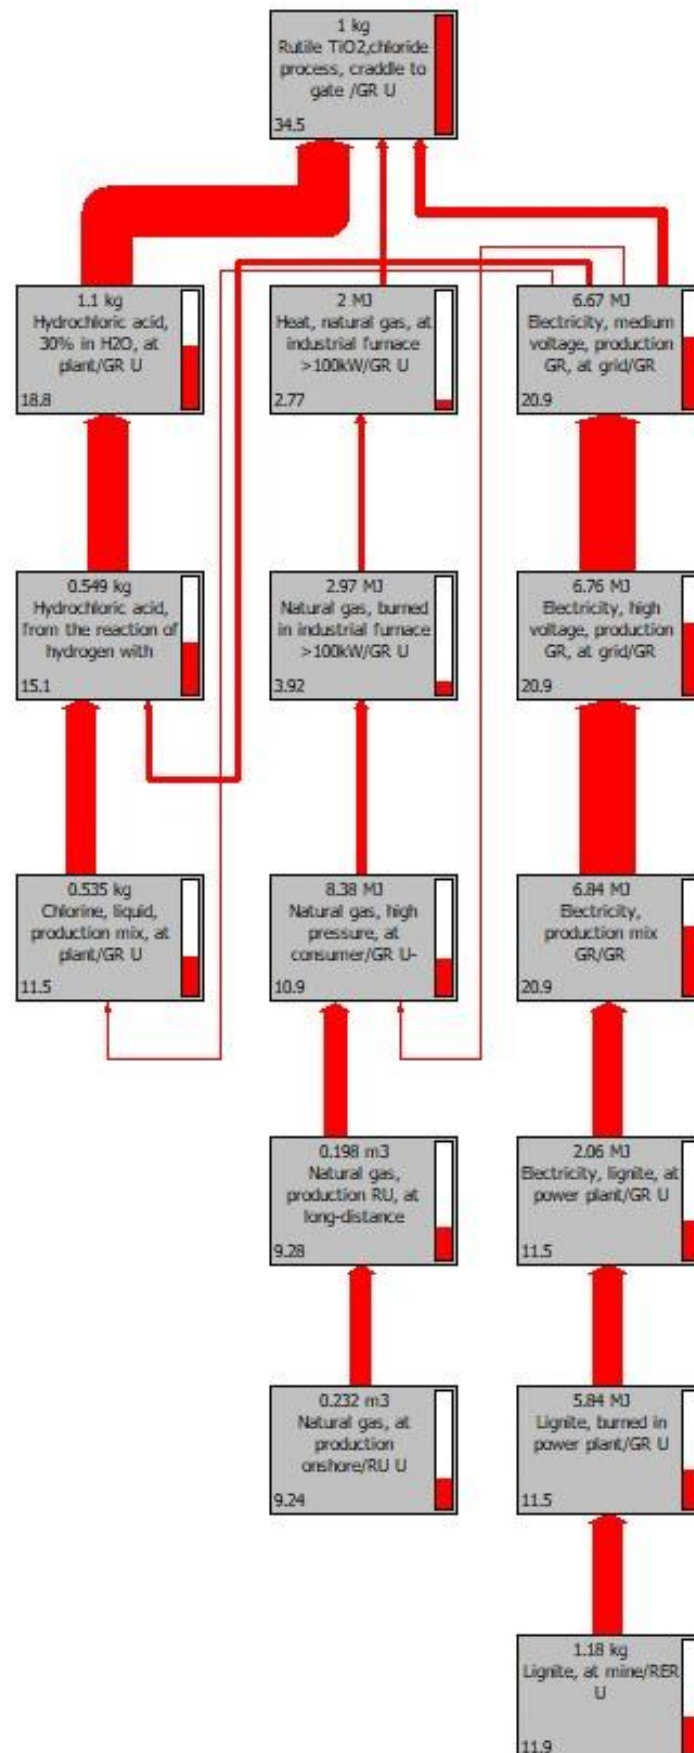 1 kg
Rutile TiO2,chloride
process, craddle to
gate /GR U
34.5
1.1 kg
Hydrochloric acid,
30% in H2O, at
plant/GR U
18.8
2 MJ
Heat, natural gas, at
industrial furnace
>100kW/GR U
2.77
6.67 MJ
Electricity, medium
voltage, production
GR, at grid/GR
20.9
0.549 kg
Hydrochloric acid,
from the reaction of
hydrogen with
15.1
2.97 MJ
Natural gas, burned
in industrial furnace
>100kW/GR U
3.92
6.76 MJ
Electricity, high
voltage, production
GR, at grid/GR
20.9
0.535 kg
Chlorine, liquid,
production mix, at
plant/GR U
11.5
8.38 MJ
Natural gas, high
pressure, at
consumer/GR U-
10.9
6.84 MJ
Electricity,
production mix
GR/GR
20.9
0.198 m3
Natural gas,
production RU, at
long-distance
9.28
2.06 MJ
Electricity, lignite, at
power plant/GR U
11.5
0.232 m3
Natural gas, at
production
onshore/RU U
9.24
5.84 MJ
Lignite, burned in
power plant/GR U
11.5
1.18 kg
Lignite, at mine/RER
U
11.9